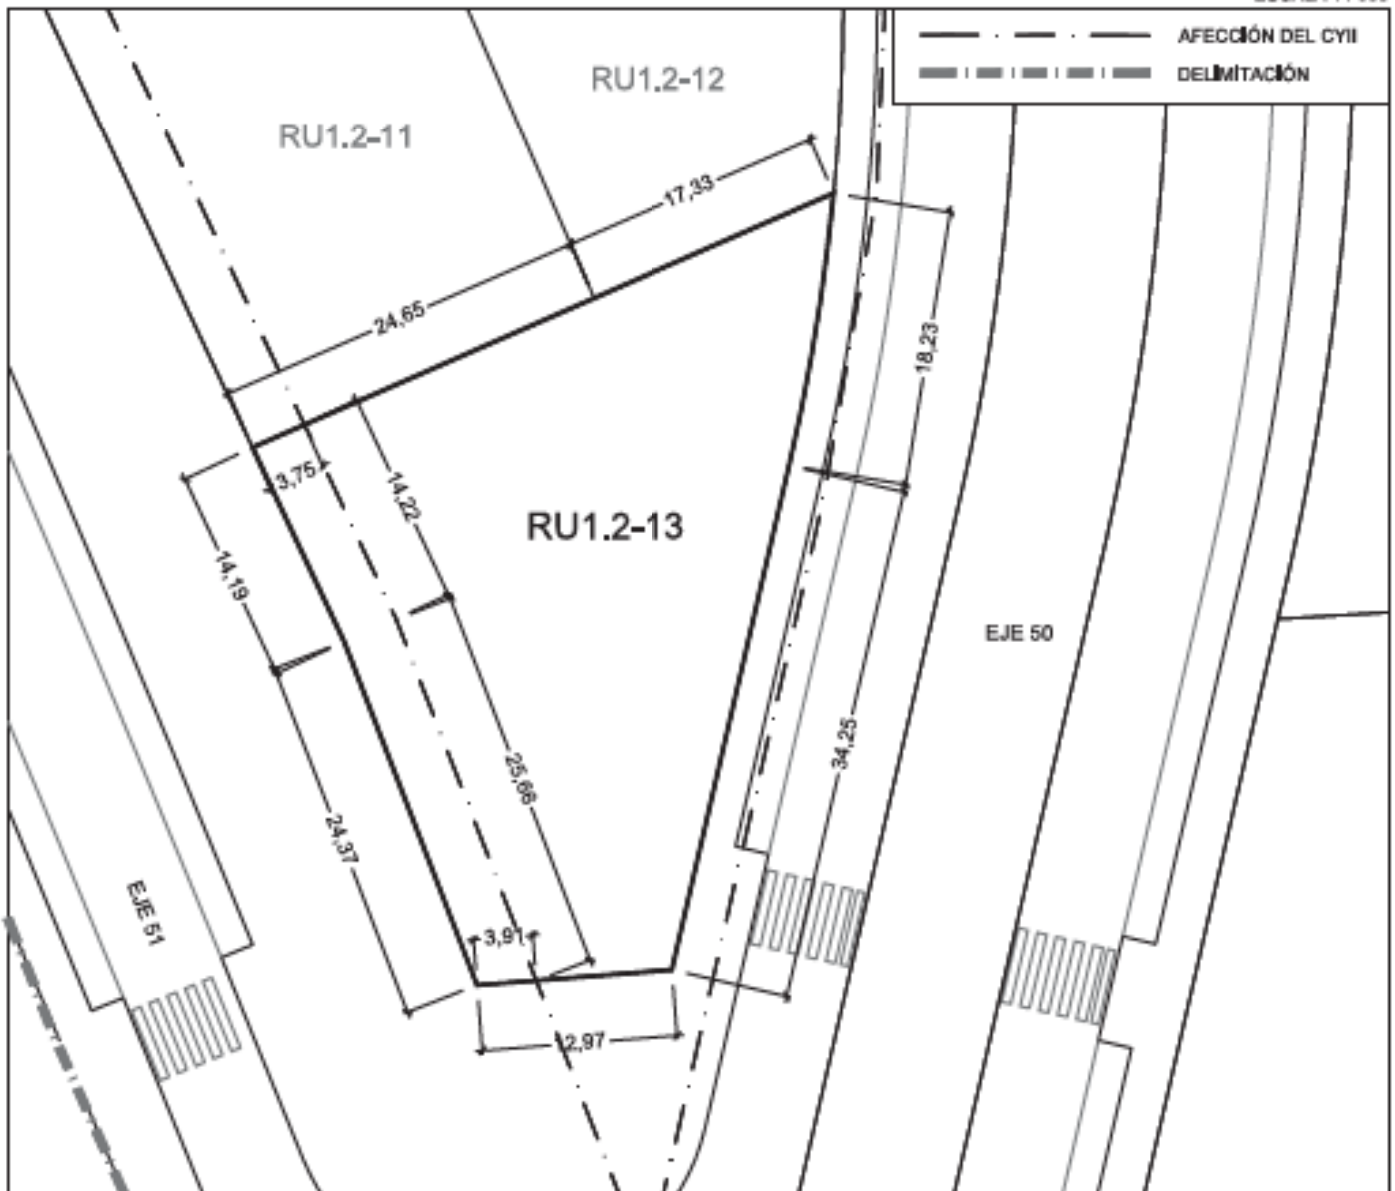 AFECCIÓN DEL CYII
DELIMITACIÓN
RU1.2-12
RU1.2-11
17,33
24,65
18,23
3,75
14,22
RU1.2-13
14,19
EJE 50
34,25
25,66
24,37
EJE 51
3,91
12,97